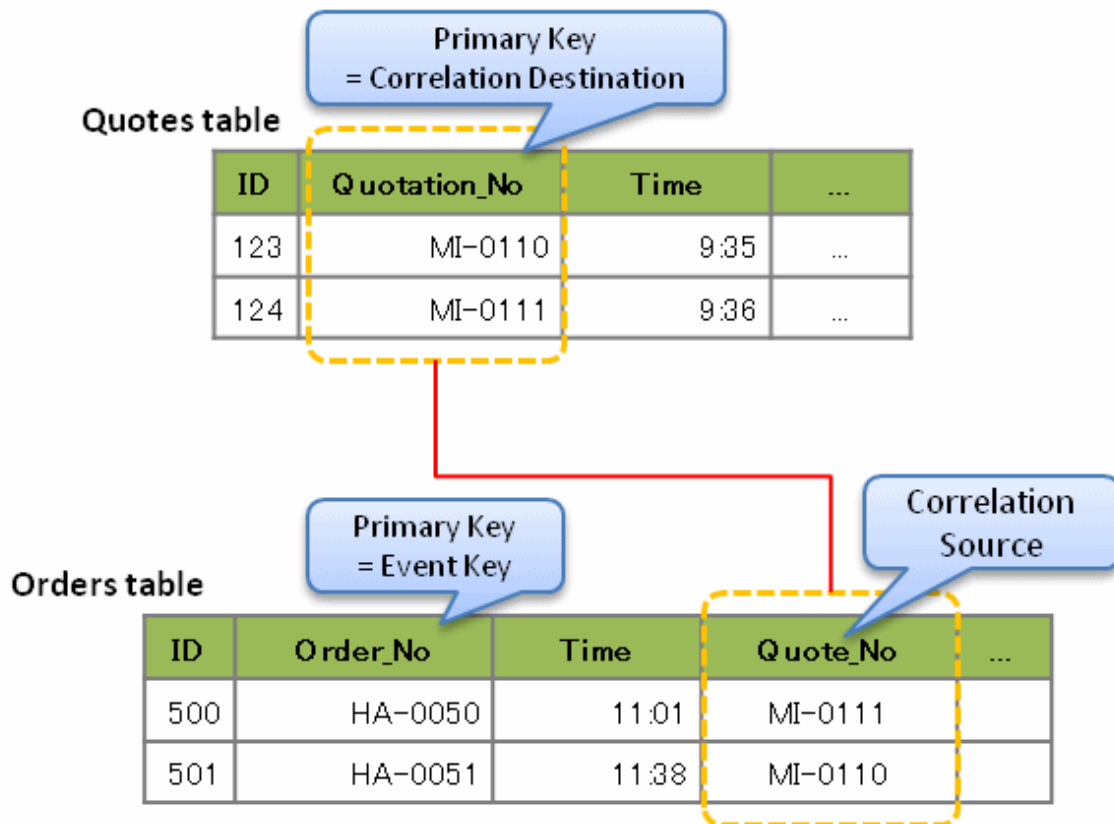 Primary Key
= Correlation Destination
Quotes table
ID Quotation_No Time ...
123 MI-0110 9:35 ...
124 MI-0111 9:36 ...
Primary Key
= Event Key
Correlation
Source
Orders table
ID Order_No Time Quote_No ...
500 HA-0050 11:01 MI-0111
501 HA-0051 11:38 MI-0110